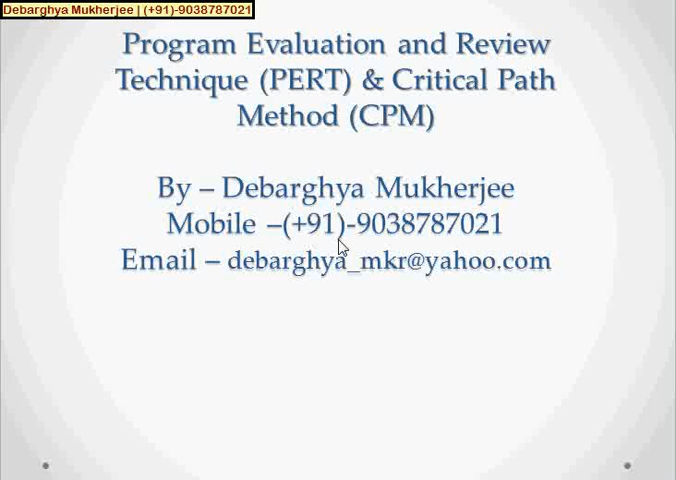 Debarghya Mukherjee | (+91)-9038787021
Program Evaluation and Review
Technique (PERT) & Critical Path
Method (CPM)
By – Debarghya Mukherjee
Mobile –(+91)-9038787021
Email – debarghya_mkr@yahoo.com